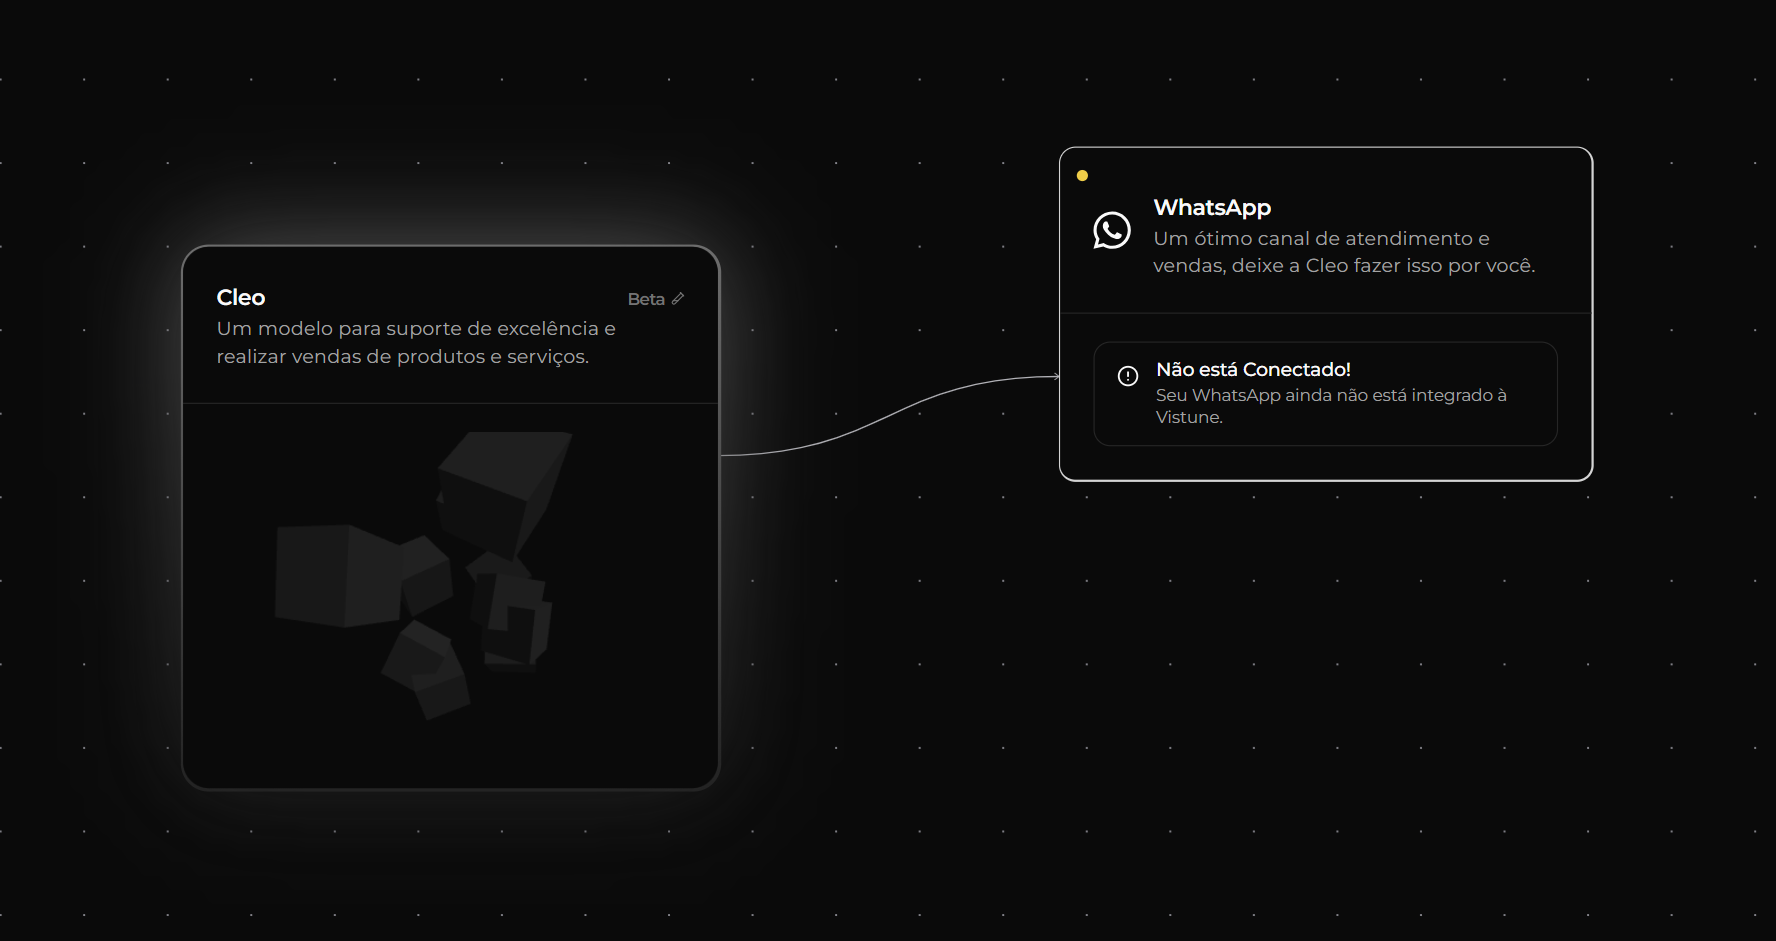 Cleo
Beta
Um modelo para suporte de excelência e
realizar vendas de produtos e serviços.
WhatsApp
Um ótimo canal de atendimento e
vendas, deixe a Cleo fazer isso por você.
Não está Conectado!
Seu WhatsApp ainda não está integrado à
Vistune.